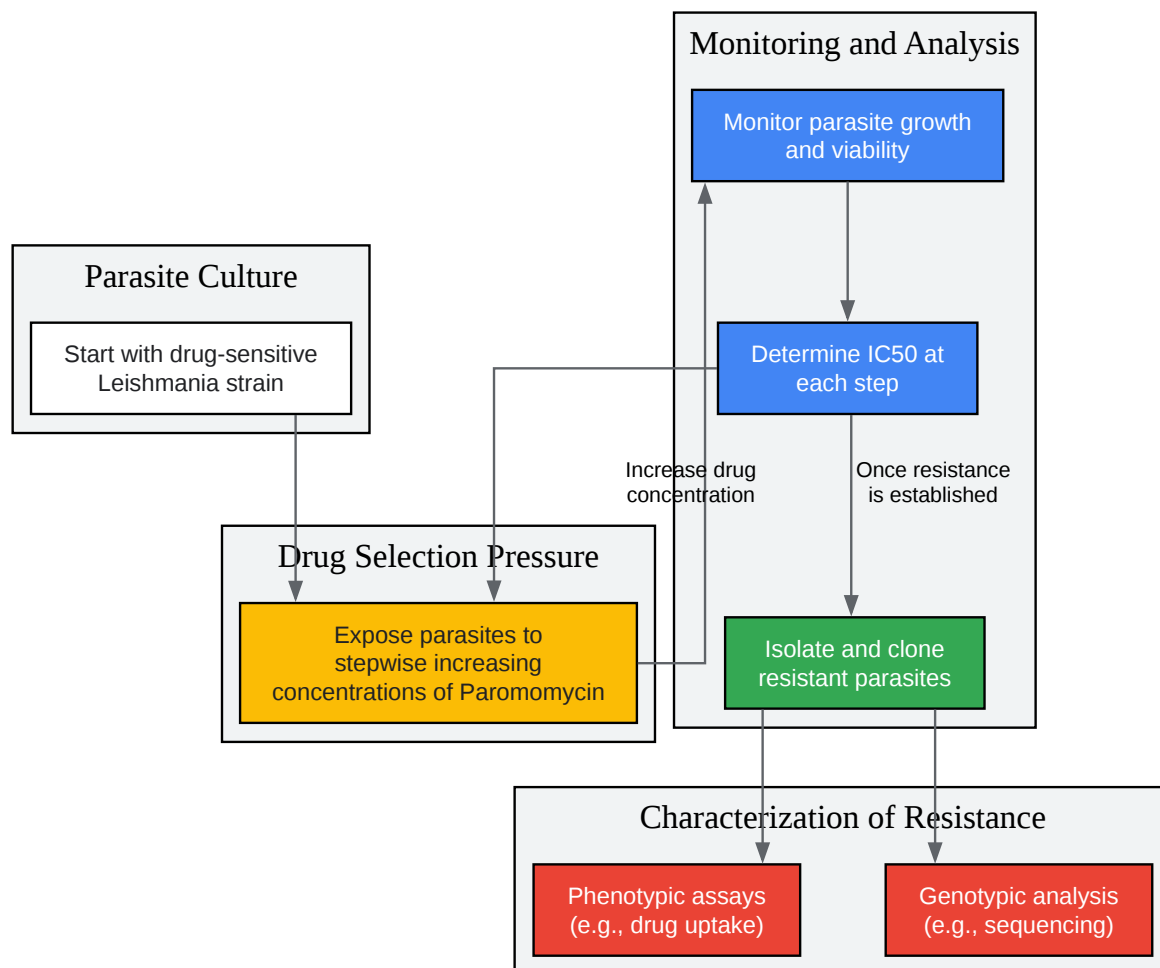 Monitoring and Analysis
Monitor parasite growth
and viability
Parasite Culture
Start with drug-sensitive
Leishmania strain
Determine IC50 at
each step
Increase drug
concentration
Once resistance
is established
Drug Selection Pressure
Expose parasites to
stepwise increasing
concentrations of Paromomycin
Isolate and clone
resistant parasites
Characterization of Resistance
Phenotypic assays
(e.g., drug uptake)
Genotypic analysis
(e.g., sequencing)